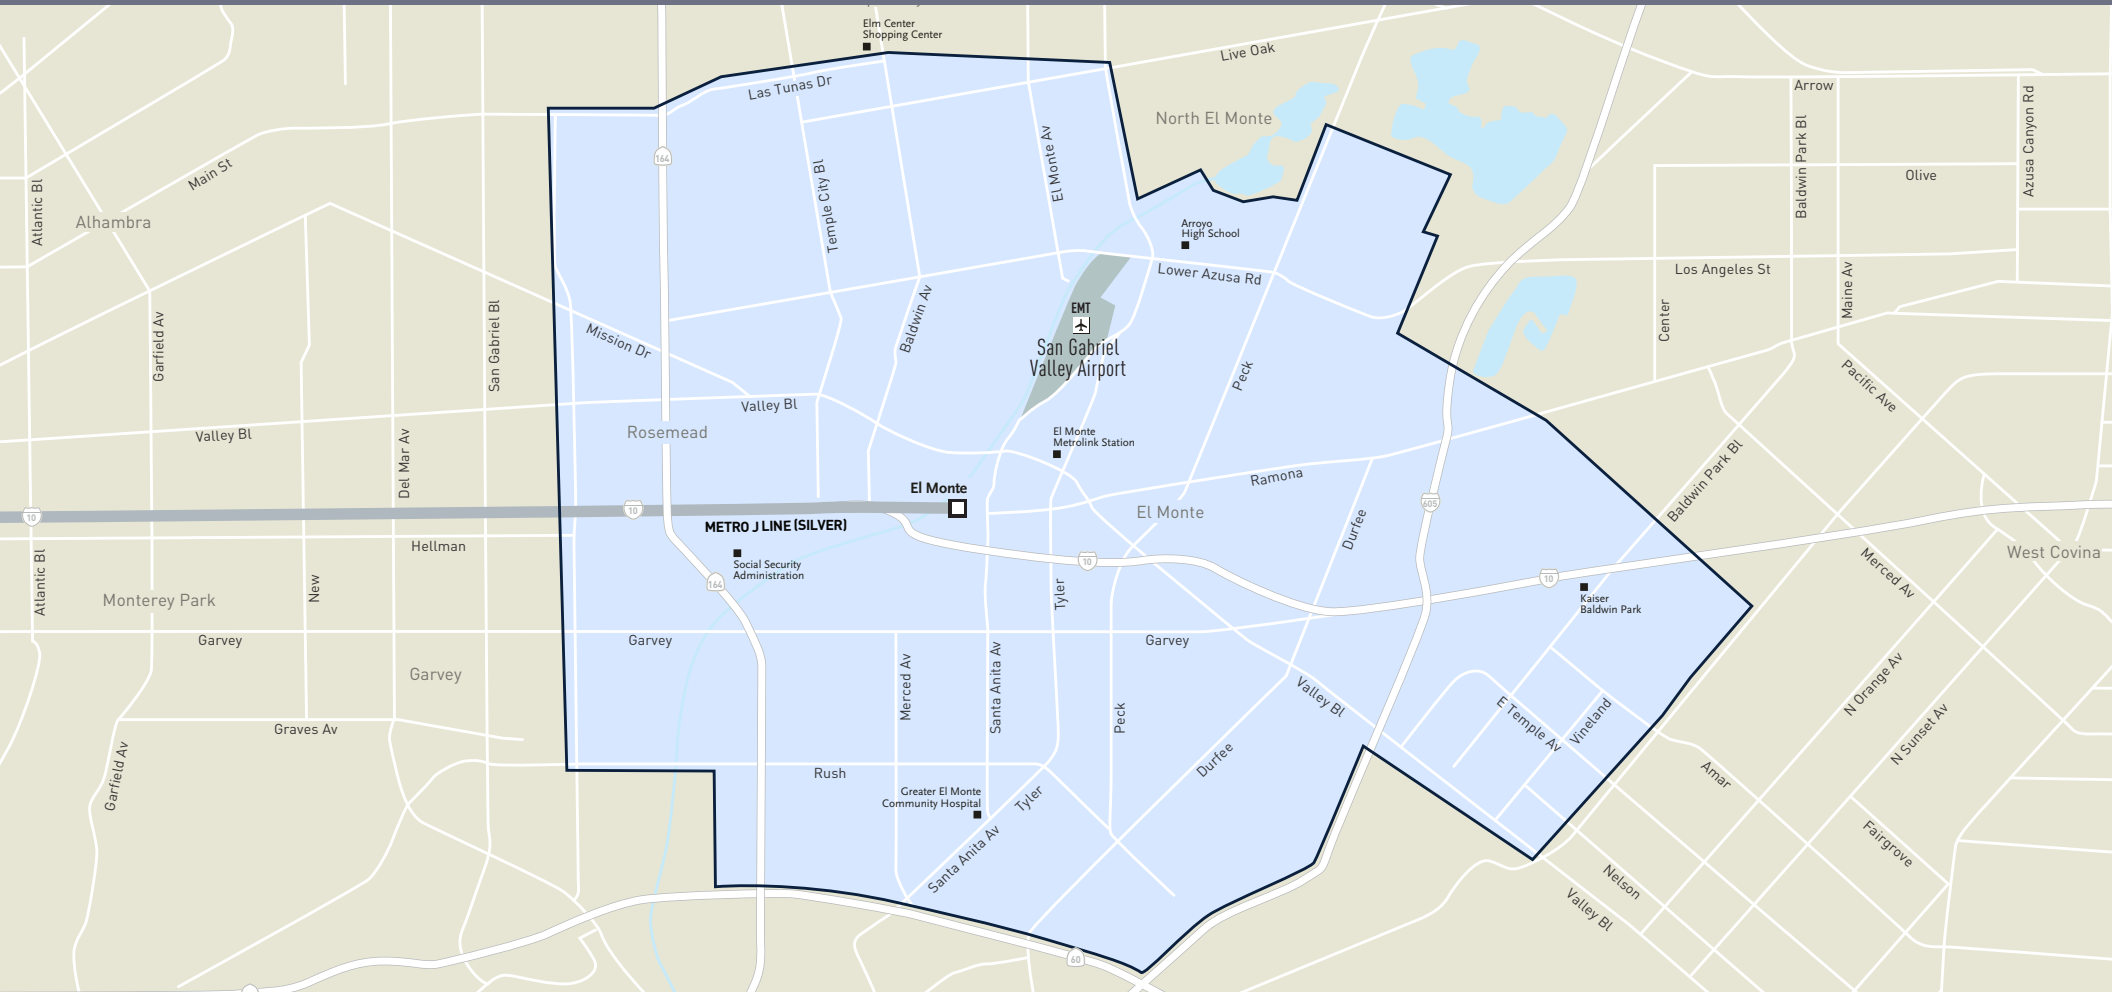 Elm Center
Shopping Center
Live Oak
Las Tunas Dr
Arrow
North El Monte
164
Azusa Canyon Rd
Baldwin Park Bl
El Monte Av
Main St
Olive
Temple City Bl
Atlantic Bl
Alhambra
Arroyo
High School
Lower Azusa Rd
Los Angeles St
Maine Av
EMT
San Gabriel
Valley Airport
Center
Baldwin Av
Garfield Av
San Gabriel Bl
Mission Dr
Peck
Pacific Ave
Valley Bl
Valley Bl
Rosemead
El Monte
Metrolink Station
Del Mar Av
Ramona
Baldwin Park Bl
El Monte
10
10
METRO J LINE (SILVER)
El Monte
605
Durfee
Hellman
Social Security
Administration
10
10
West Covina
Merced Av
Atlantic Bl
New
164
Tyler
Kaiser
Baldwin Park
Monterey Park
Garvey
Garvey
Garvey
Garvey
Merced Av
Santa Anita Av
Peck
Valley Bl
E Temple Av
Vineland
N Orange Av
N Sunset Av
Graves Av
Garfield Av
Rush
Durfee
Amar
Greater El Monte
Community Hospital
Tyler
Santa Anita Av
Fairgrove
Nelson
Valley Bl
60